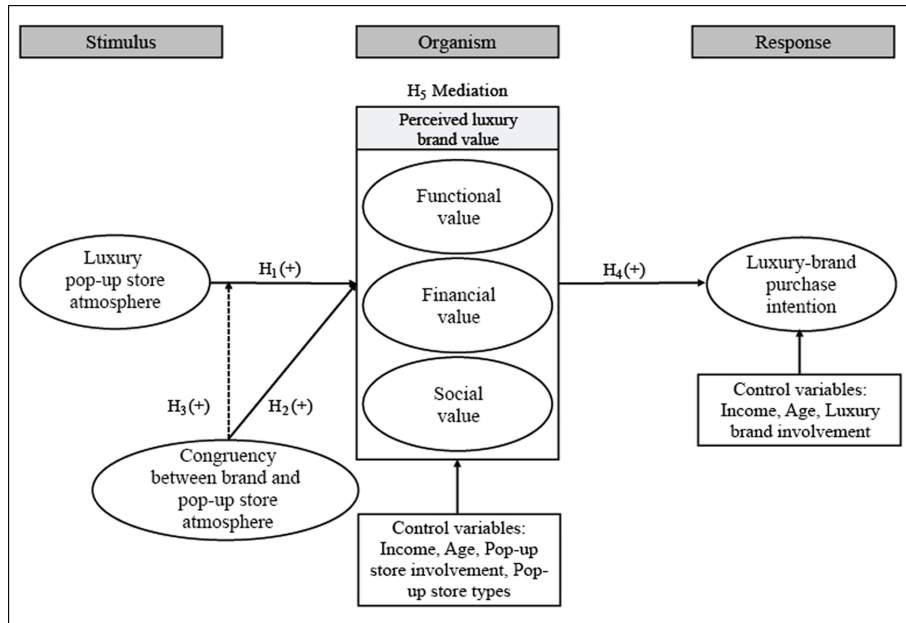 Stimulus
Organism
Response
H5 Mediation
Perceived luxury
brand value
Functional
value
Financial
value
Social
value
Luxury
pop-up store
atmosphere
H1(+)
H4(+)
Luxury-brand
purchase
intention
H3(+)
H2(+)
Congruency
between brand and
pop-up store
atmosphere
Control variables:
Income, Age, Luxury
brand involvement
Control variables:
Income, Age, Pop-up
store involvement, Pop-
up store types